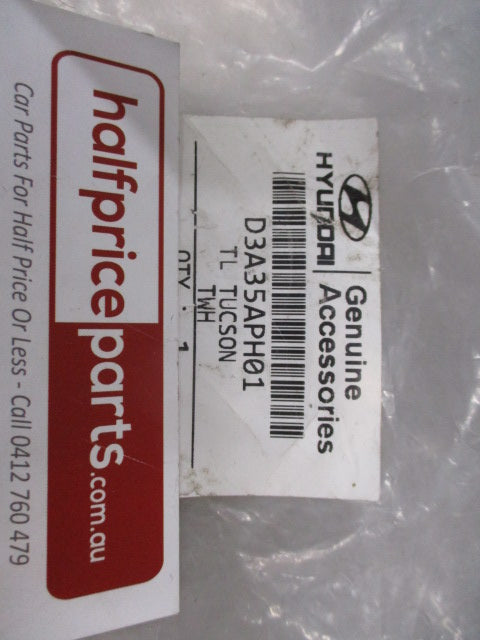 HYUNDAI
Genuine
Accessories
D3A35APH01
TL TUCSON
TWH
QTY : 1
halfpriceparts.com.au
Car Parts For Half Price Or Less - Call 0412 760 479